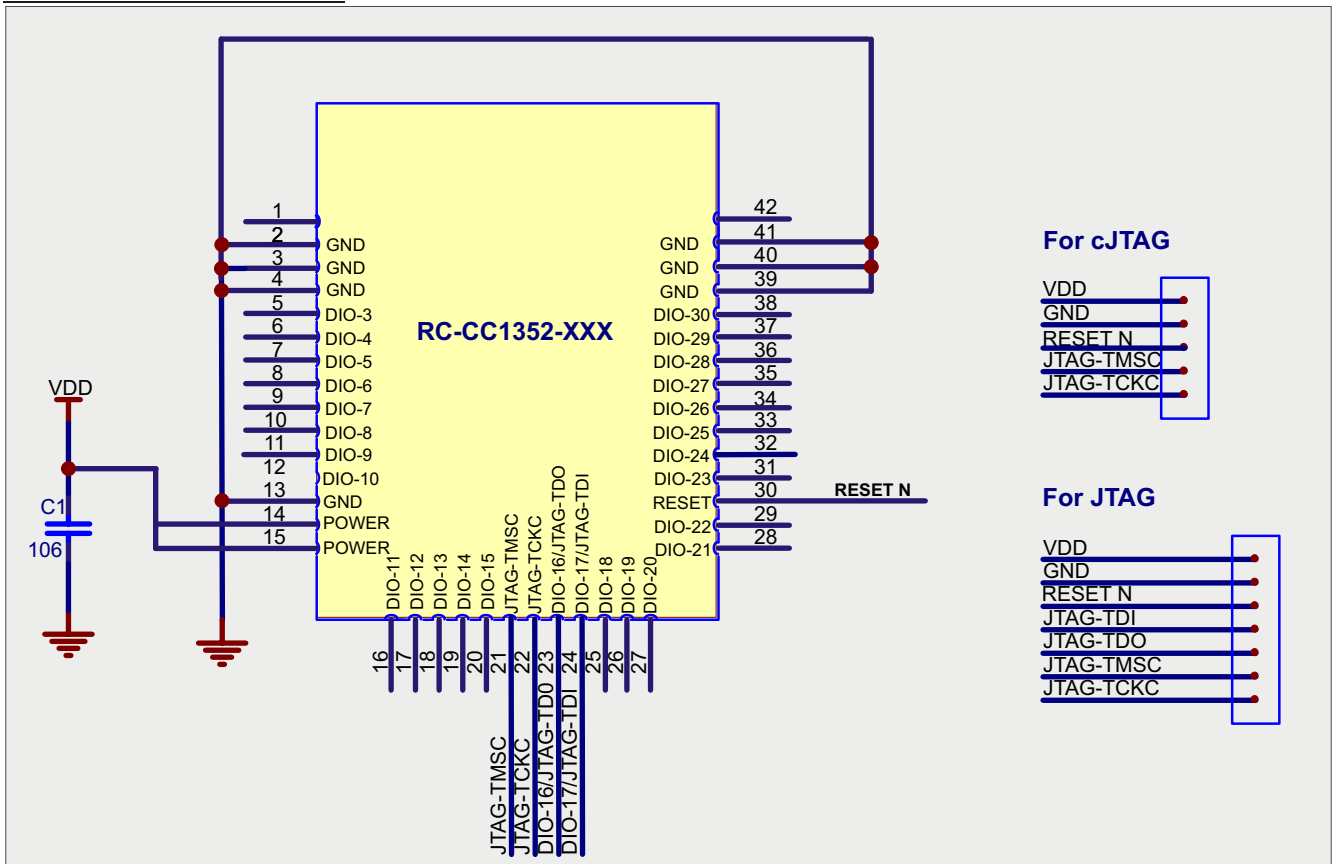 1
2
3
4
5
6
7
8
9
10
11
12
13
14
15
GND
GND
GND
DIO-3
DIO-4
DIO-5
DIO-6
DIO-7
DIO-8
DIO-9
DIO-10
GND
POWER
POWER
RC-CC1352-XXX
GND
GND
GND
DIO-30
DIO-29
DIO-28
DIO-27
DIO-26
DIO-25
DIO-24
DIO-23
RESET
DIO-22
DIO-21
42
41
40
39
38
37
36
35
34
33
32
31
30
29
28
RESET N
VDD
C1
106
DIO-11
DIO-12
DIO-13
DIO-14
DIO-15
JTAG-TMSC
JTAG-TCKC
DIO-16/JTAG-TDO
DIO-17/JTAG-TDI
DIO-18
DIO-19
DIO-20
16
17
18
19
20
21
22
23
24
25
26
27
JTAG-TMSC
JTAG-TCKC
DIO-16/JTAG-TD0
DIO-17/JTAG-TDI
For cJTAG
VDD
GND
RESET N
JTAG-TMSC
JTAG-TCKC
For JTAG
VDD
GND
RESET N
JTAG-TDI
JTAG-TDO
JTAG-TMSC
JTAG-TCKC